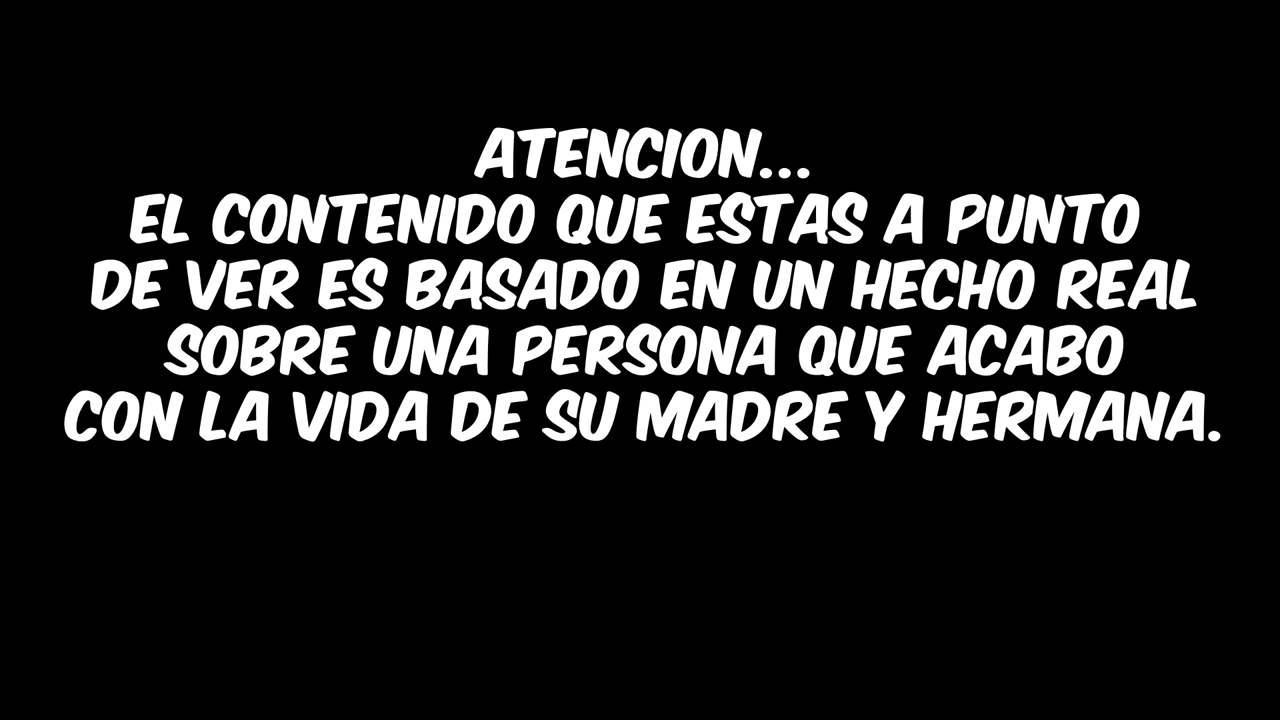 ATENCION...
EL CONTENIDO QUE ESTAS A PUNTO
DE VER ES BASADO EN UN HECHO REAL
SOBRE UNA PERSONA QUE ACABO
CON LA VIDA DE SU MADRE Y HERMANA.